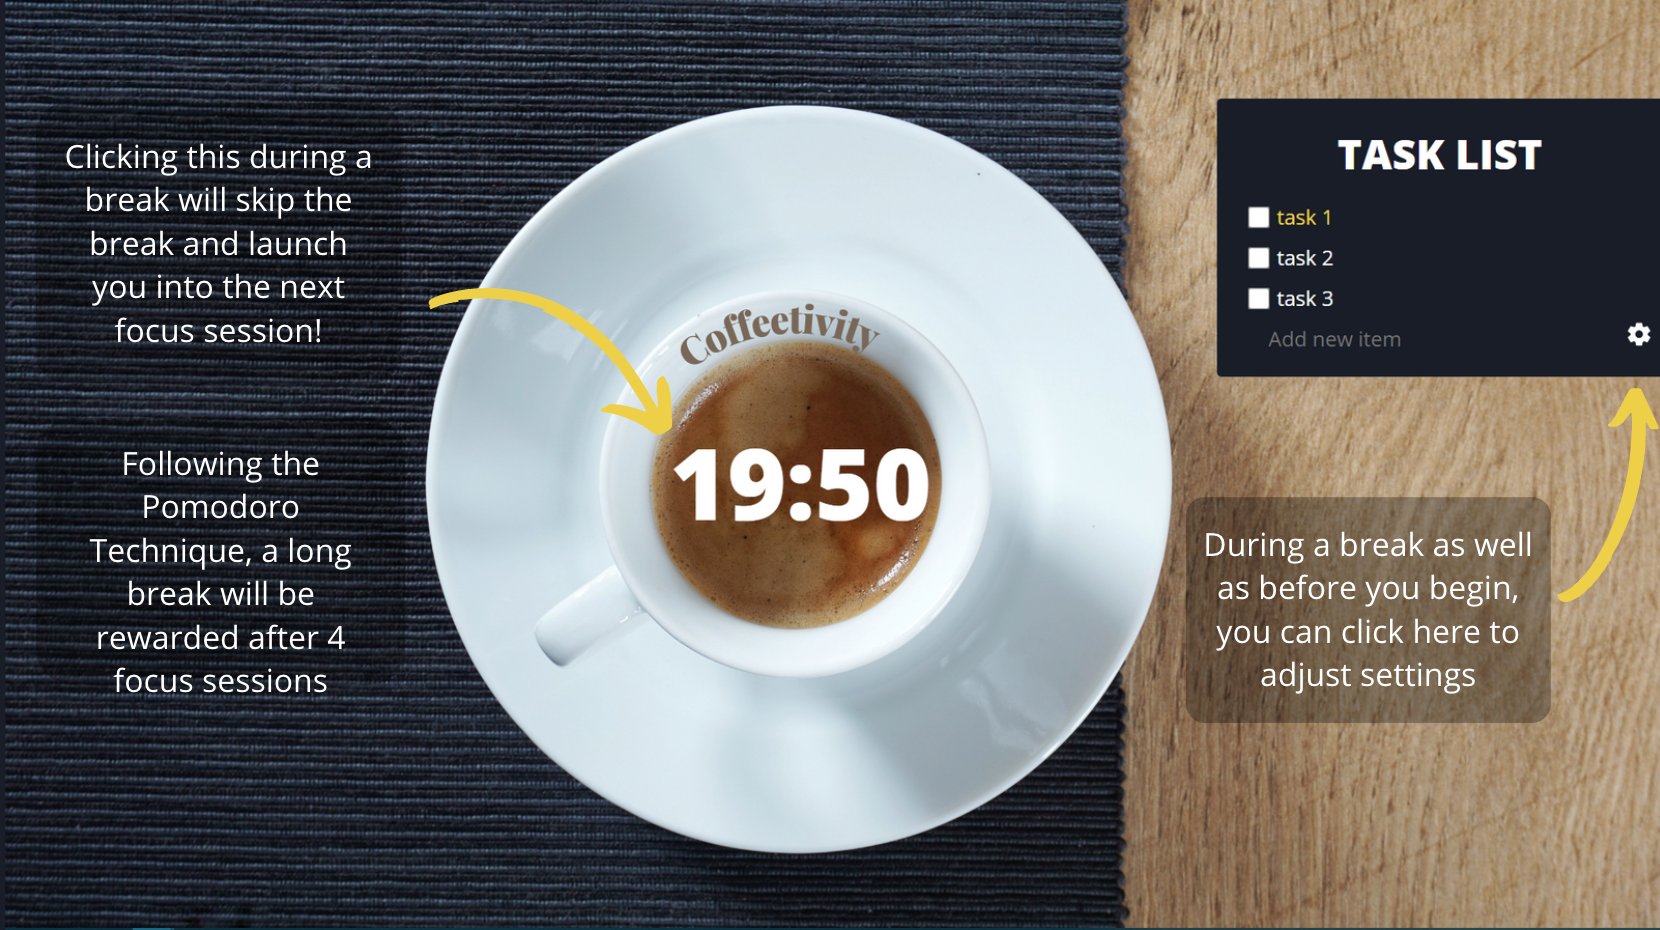 Clicking this during a
break will skip the
break and launch
you into the next
focus session!
Following the
Pomodoro
Technique, a long
break will be
rewarded after 4
focus sessions
Coffeetivity
19:50
TASK LIST
task 1
task 2
task 3
Add new item
During a break as well
as before you begin,
you can click here to
adjust settings